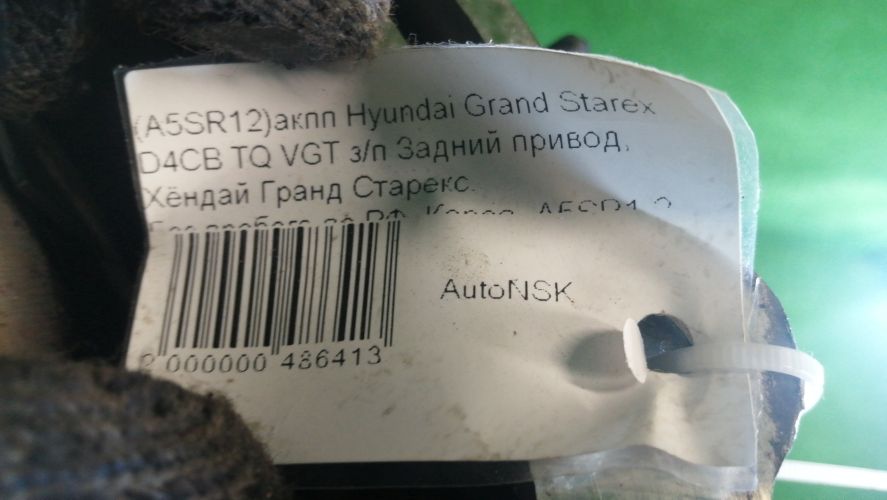 (A5SR12)акпп Hyundai Grand Starex
D4CB TQ VGT з/п Задний привод,
Хёндай Гранд Старекс.
AutoNSK
2 000000 486413